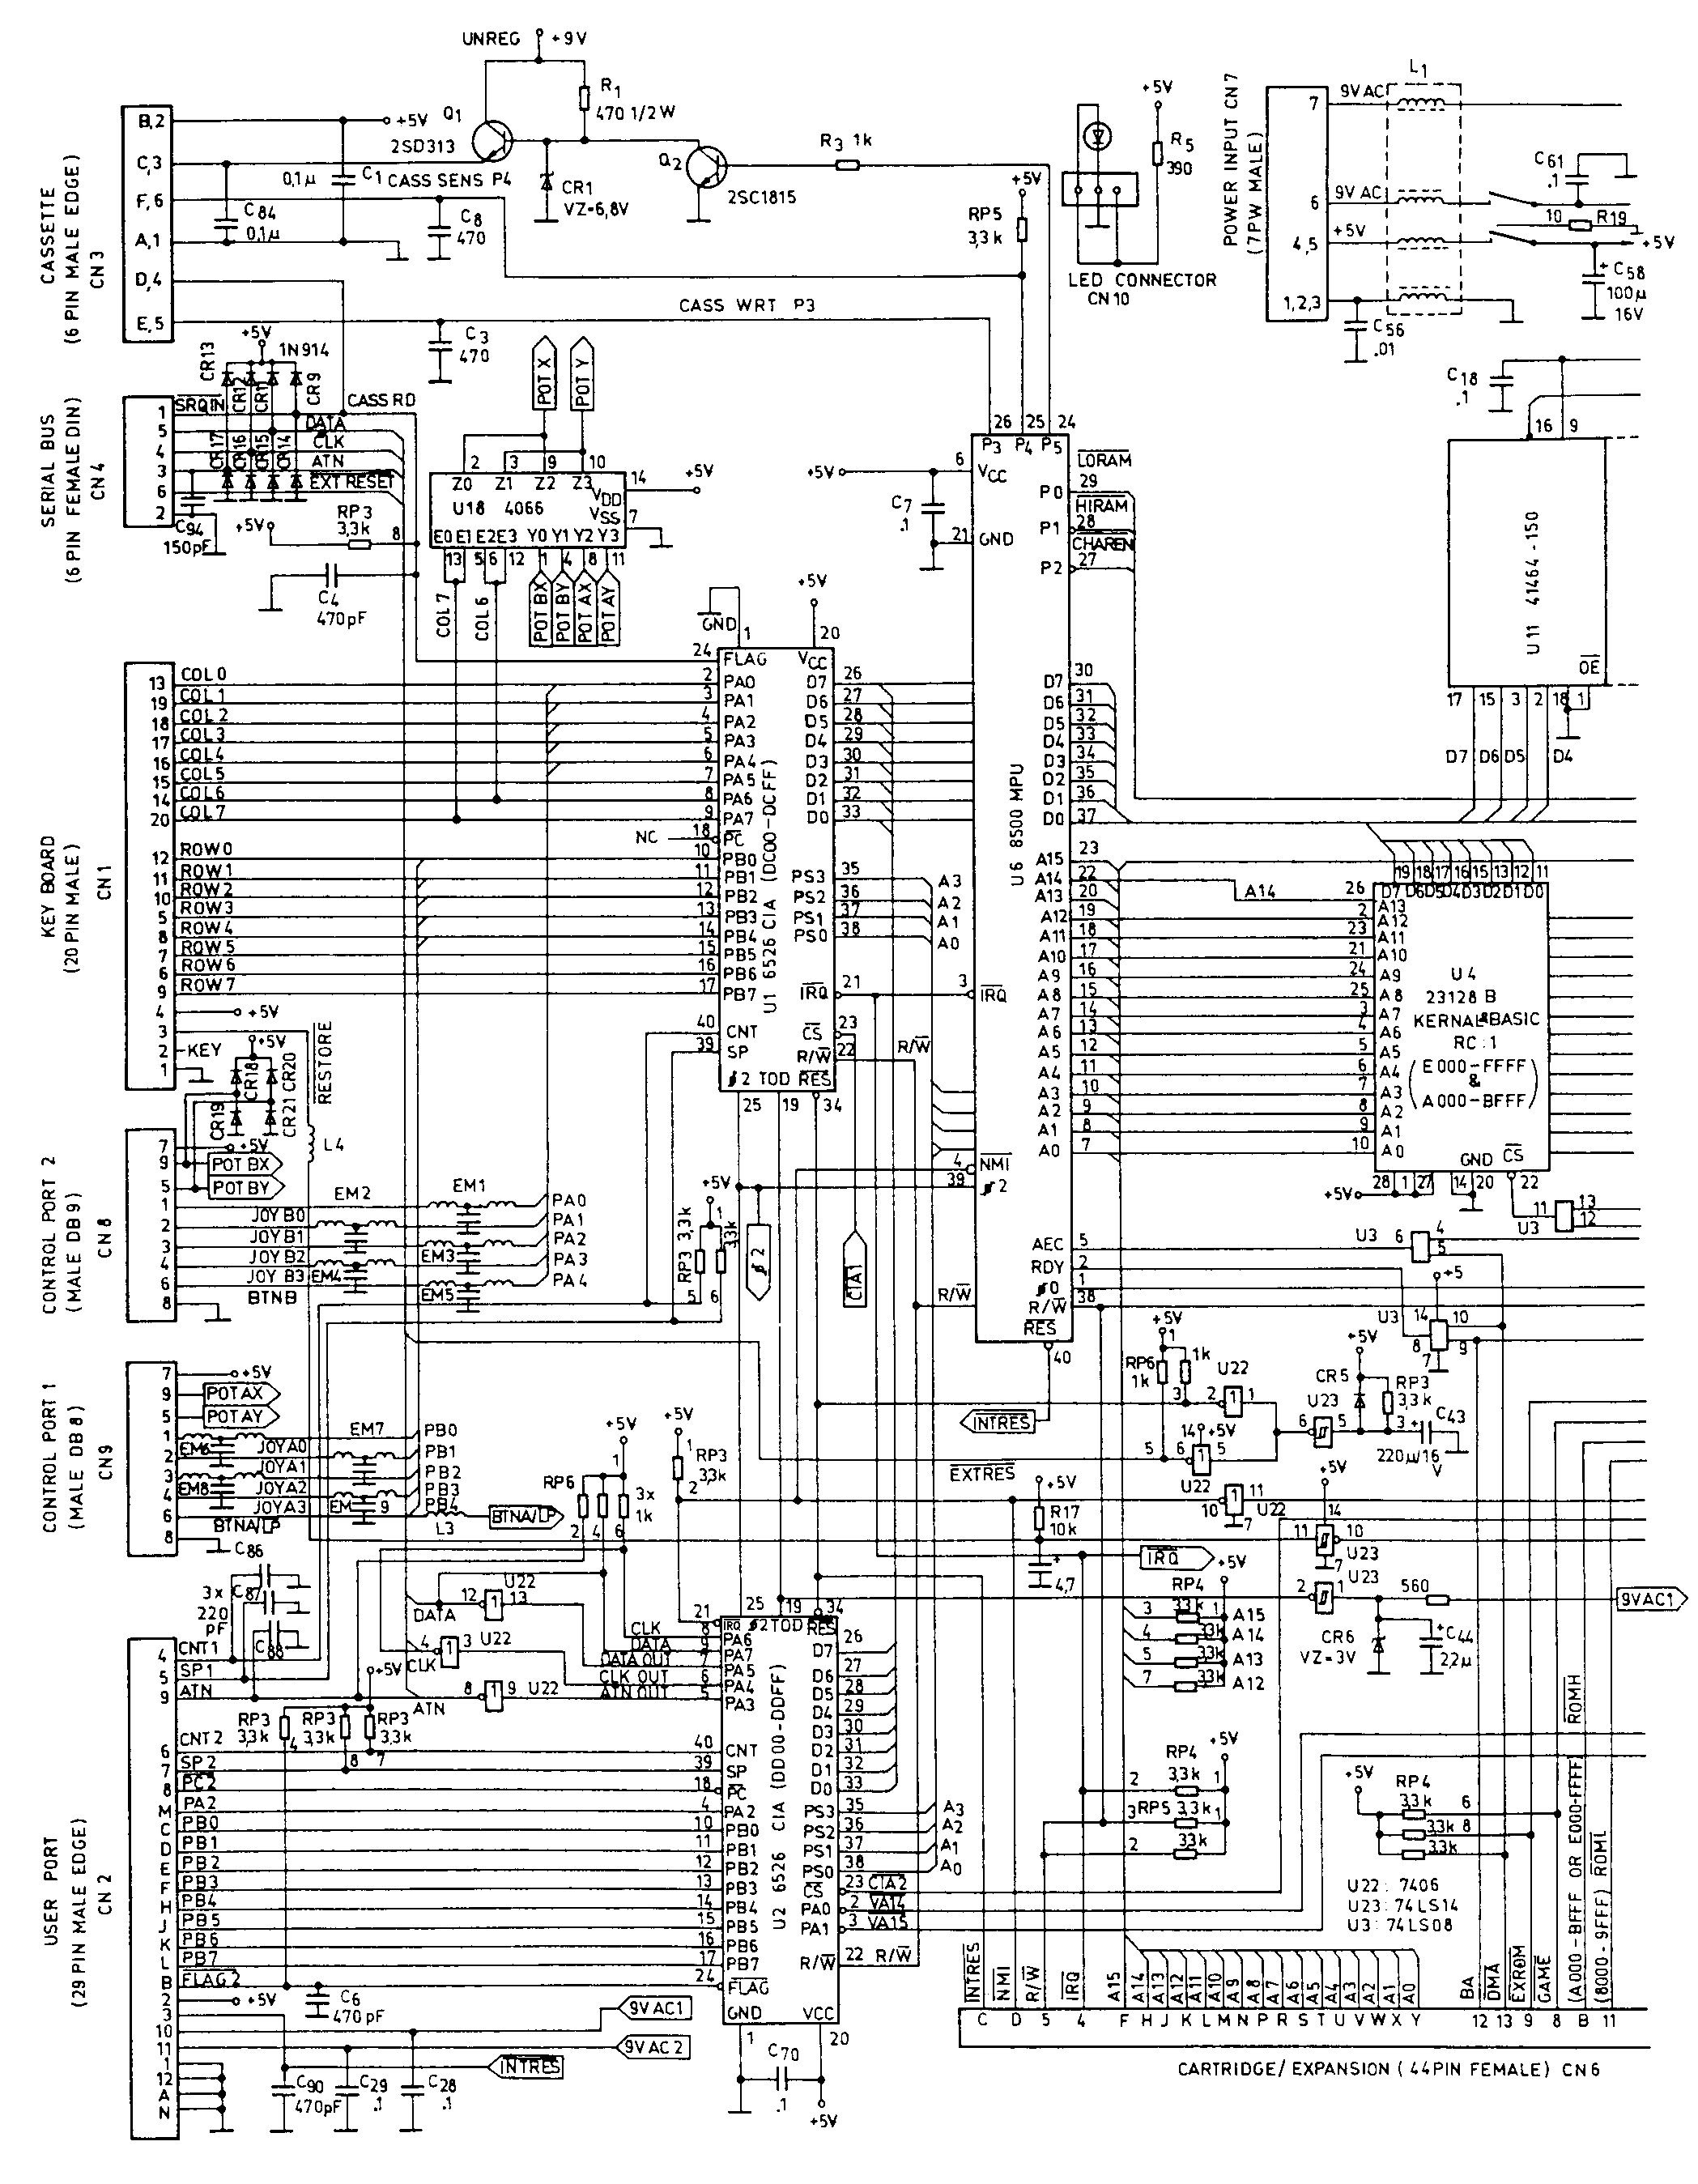 UNREG +9V
R1
470 1/2W
Q1
2SD313
+5V
B,2
C,3
F,6
A,1
D,4
E,5
CASSETTE
(6 PIN MALE EDGE)
CN3
0,1µ
C1
CASS SENS P4
C84
0,1µ
C8
470
CR1
VZ=6,8V
Q2
2SC1815
R3 1k
+5V
RP5
3,3k
+5V
R5
390
LED CONNECTOR
CN10
POWER INPUT CN7
(7PW MALE)
7
6
4,5
1,2,3
9V AC
9V AC
+5V
L1
C61
.1
10
R19
+5V
C58
100µ
16V
C56
.01
CASS WRT P3
C3
470
+5V
1N914
CR13
CR12
CR11
CR9
CR17
CR16
CR15
CR14
SERIAL BUS
(6 PIN FEMALE DIN)
CN4
1
5
4
3
6
2
SRQIN
CASS RD
DATA
CLK
ATN
EXT RESET
C94
150pF
+5V
RP3
3,3k
8
C4
470pF
POT X
POT Y
2 3 9 10
Z0 Z1 Z2 Z3
VDD
VSS
14
7
+5V
U18 4066
E0 E1 E2 E3 Y0 Y1 Y2 Y3
13 5 6 12 1 4 8 11
COL 7
COL 6
POT BX
POT BY
POT AX
POT AY
C18
.1
16 9
U11 41464-150
OE
17 15 3 2 18 1
D7 D6 D5 D4
26 25 24
P3 P4 P5
+5V
6
VCC
C7
.1
21
GND
LORAM
29
P0
HIRAM
28
P1
CHAREN
27
P2
U6 8500 MPU
D7 30
D6 31
D5 32
D4 33
D3 34
D2 35
D1 36
D0 37
A15 23
A14 22
A13 20
A12 19
A11 18
A10 17
A9 16
A8 15
A7 14
A6 13
A5 12
A4 11
A3 10
A2 9
A1 8
A0 7
3 IRQ
4 NMI
39 ø2
AEC 5
RDY 2
ø0 1
R/W 38
RES
40
GND
+5V
1 20
24 FLAG
VCC
2 PA0
3 PA1
4 PA2
5 PA3
6 PA4
7 PA5
8 PA6
9 PA7
NC
18 PC
10 PB0
11 PB1
12 PB2
13 PB3
14 PB4
15 PB5
16 PB6
17 PB7
40 CNT
39 SP
U1 6526 CIA (DC00-DCFF)
D7 26
D6 27
D5 28
D4 29
D3 30
D2 31
D1 32
D0 33
PS3 35
PS2 36
PS1 37
PS0 38
A3
A2
A1
A0
IRQ 21
CS 23
R/W 22
R/W
ø2 TOD RES
25 19 34
KEY BOARD
(20 PIN MALE)
CN1
13 COL 0
19 COL 1
18 COL 2
17 COL 3
16 COL 4
15 COL 5
14 COL 6
20 COL 7
12 ROW 0
11 ROW 1
10 ROW 2
5 ROW 3
8 ROW 4
7 ROW 5
6 ROW 6
9 ROW 7
4 +5V
3
2 KEY
1
RESTORE
+5V
CR18
CR20
CR19
CR21
L4
A14
26
2
23
21
24
25
3
4
5
6
7
8
9
10
19 18 17 16 15 13 12 11
D7 D6 D5 D4 D3 D2 D1 D0
A13
A12
A11
A10
A9
A8
A7
A6
A5
A4
A3
A2
A1
A0
U4
23128 B
KERNAL&BASIC
RC:1
(E000-FFFF
&
A000-BFFF)
GND CS
28 1 27 14 20 22
+5V
11
13
12
U3
U3
6
4
5
+5
U3
14
10
8
9
7
CONTROL PORT 2
(MALE DB9)
CN8
7 +5V
9 POT BX
5 POT BY
1
2
3
4
6
8
JOY B0
JOY B1
JOY B2
JOY B3
BTNB
EM2
EM1
EM3
EM4
EM5
PA0
PA1
PA2
PA3
PA4
+5V
1
RP3
3,3k
3,3k
5 6
ø2
CIA1
R/W
CONTROL PORT 1
(MALE DB8)
CN9
7 +5V
9 POT AX
5 POT AY
1
2
3
4
6
8
JOYA0
JOYA1
JOYA2
JOYA3
BTNA/LP
EM6
EM7
EM8
EM 9
PB0
PB1
PB2
PB3
PB4
L3
BTNA/LP
+5V
1
RP6
3x
1k
2 4 6
+5V
1
RP3
3,3k
2
INTRES
EXTRES
+5V
1
RP6
1k
1k
3 2
U22
1
1
5 6
14
+5V
1
5
U22
+5V
CR5
U23
6 5
RP3
3,3k
3
C43
220µ/16
V
+5V
R17
10k
4,7
10
1
11
U22
7
+5V
14
11
10
U23
7
IRQ
U23
2 1
560
9VAC1
CR6
VZ=3V
C44
2,2µ
+5V
RP4
3 3,3k 1 A15
4 3,3k A14
5 3,3k A13
7 3,3k A12
+5V
RP4
2 3,3k 1
3 RP5 3,3k 1
2 3,3k
+5V
RP4
3,3k 6
3,3k 8
3,3k
U22: 7406
U23: 74LS14
U3: 74LS08
C86
3x
220
pF
C87
C88
CNT1
SP1
ATN
U22
12 13
DATA
4 3
U22
CLK
8 9
U22
ATN
+5V
RP3
3,3k
RP3
3,3k
RP3
3,3k
4 8 7
USER PORT
(29 PIN MALE EDGE)
CN 2
4
5
9
6 CNT 2
7 SP2
8 PC2
M PA2
C PB0
D PB1
E PB2
F PB3
H PB4
J PB5
K PB6
L PB7
B FLAG2
2 +5V
3
10
11
1
12
A
N
C6
470pF
9VAC1
9VAC2
INTRES
C90
470pF
C29
.1
C28
.1
25 19 34
21 IRQ ø2 TOD RES
CLK 8 PA6
DATA 9 PA7
DATA OUT 7 PA5
CLK OUT 6 PA4
ATN OUT 5 PA3
40 CNT
39 SP
18 PC
4 PA2
10 PB0
11 PB1
12 PB2
13 PB3
14 PB4
15 PB5
16 PB6
17 PB7
24 FLAG
GND VCC
1 20
U2 6526 CIA (DD00-DDFF)
D7 26
D6 27
D5 28
D4 29
D3 30
D2 31
D1 32
D0 33
PS3 35
PS2 36
PS1 37
PS0 38
A3
A2
A1
A0
CS 23 CIA2
PA0 2 VA14
PA1 3 VA15
R/W 22 R/W
C70
.1
+5V
INTRES
NMI
R/W
IRQ
A15
A14
A13
A12
A11
A10
A9
A8
A7
A6
A5
A4
A3
A2
A1
A0
BA
DMA
EXROM
GAME
(A000-BFFF OR E000-FFFF) ROMH
(8000-9FFF) ROML
C D 5 4 F H J K L M N P R S T U V W X Y 12 13 9 8 B 11
CARTRIDGE/ EXPANSION (44PIN FEMALE) CN6